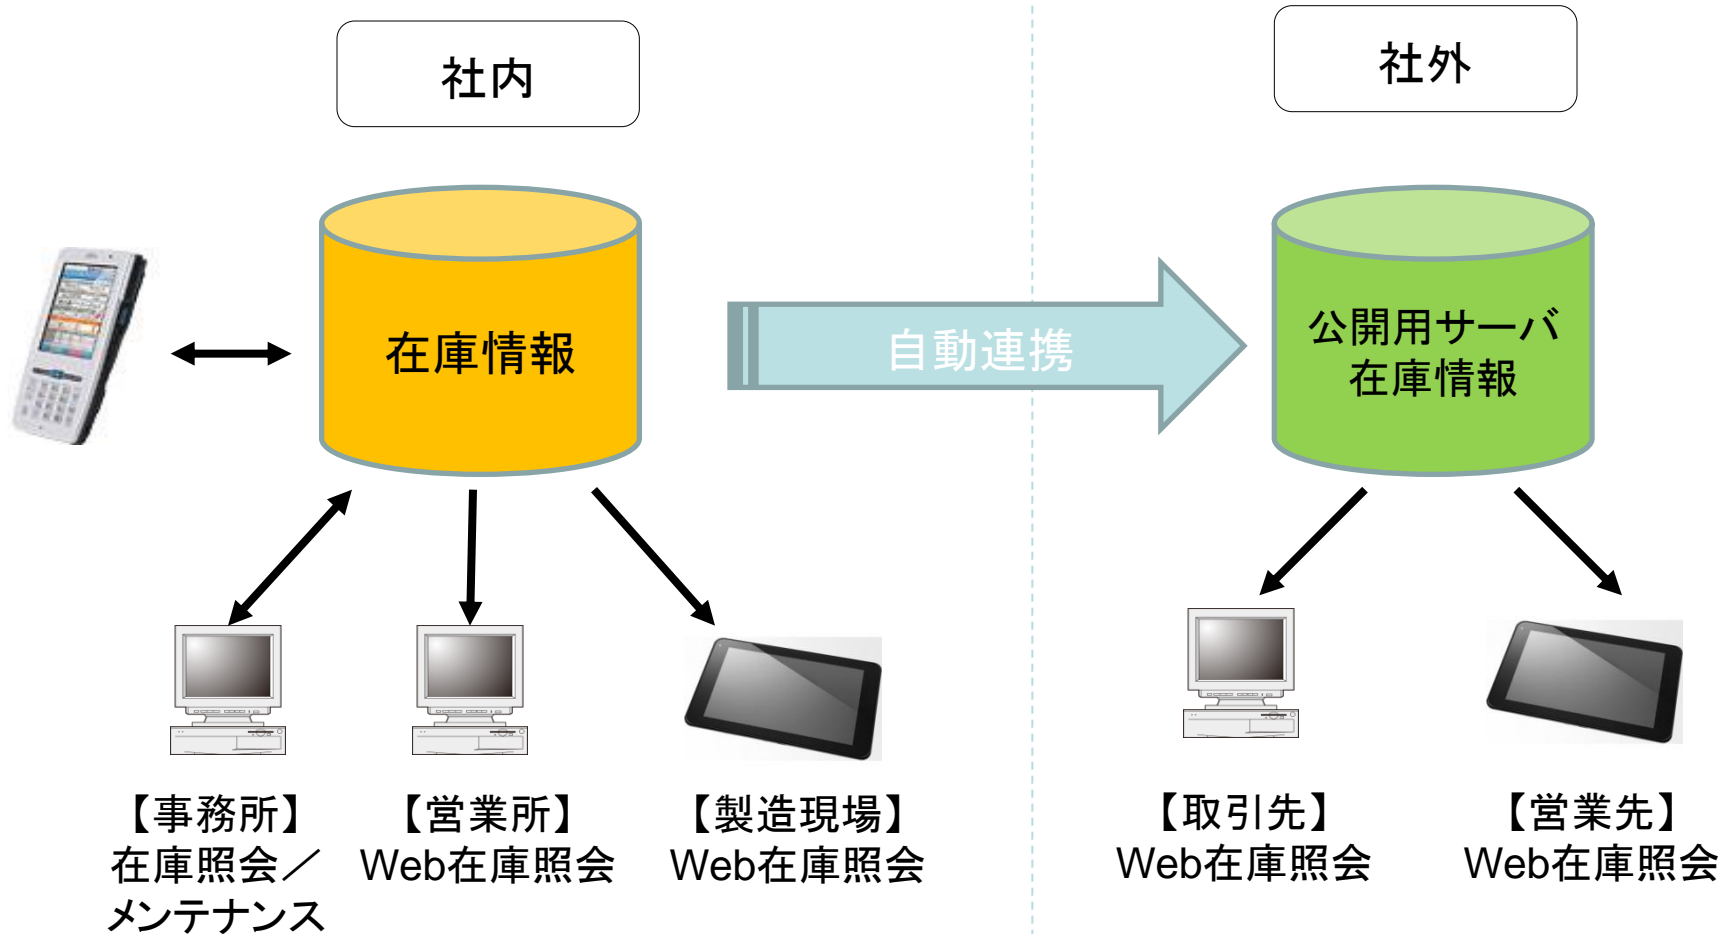 社内
社外
在庫情報
自動連携
公開用サーバ
在庫情報
【事務所】
在庫照会／
メンテナンス
【営業所】
Web在庫照会
【製造現場】
Web在庫照会
【取引先】
Web在庫照会
【営業先】
Web在庫照会